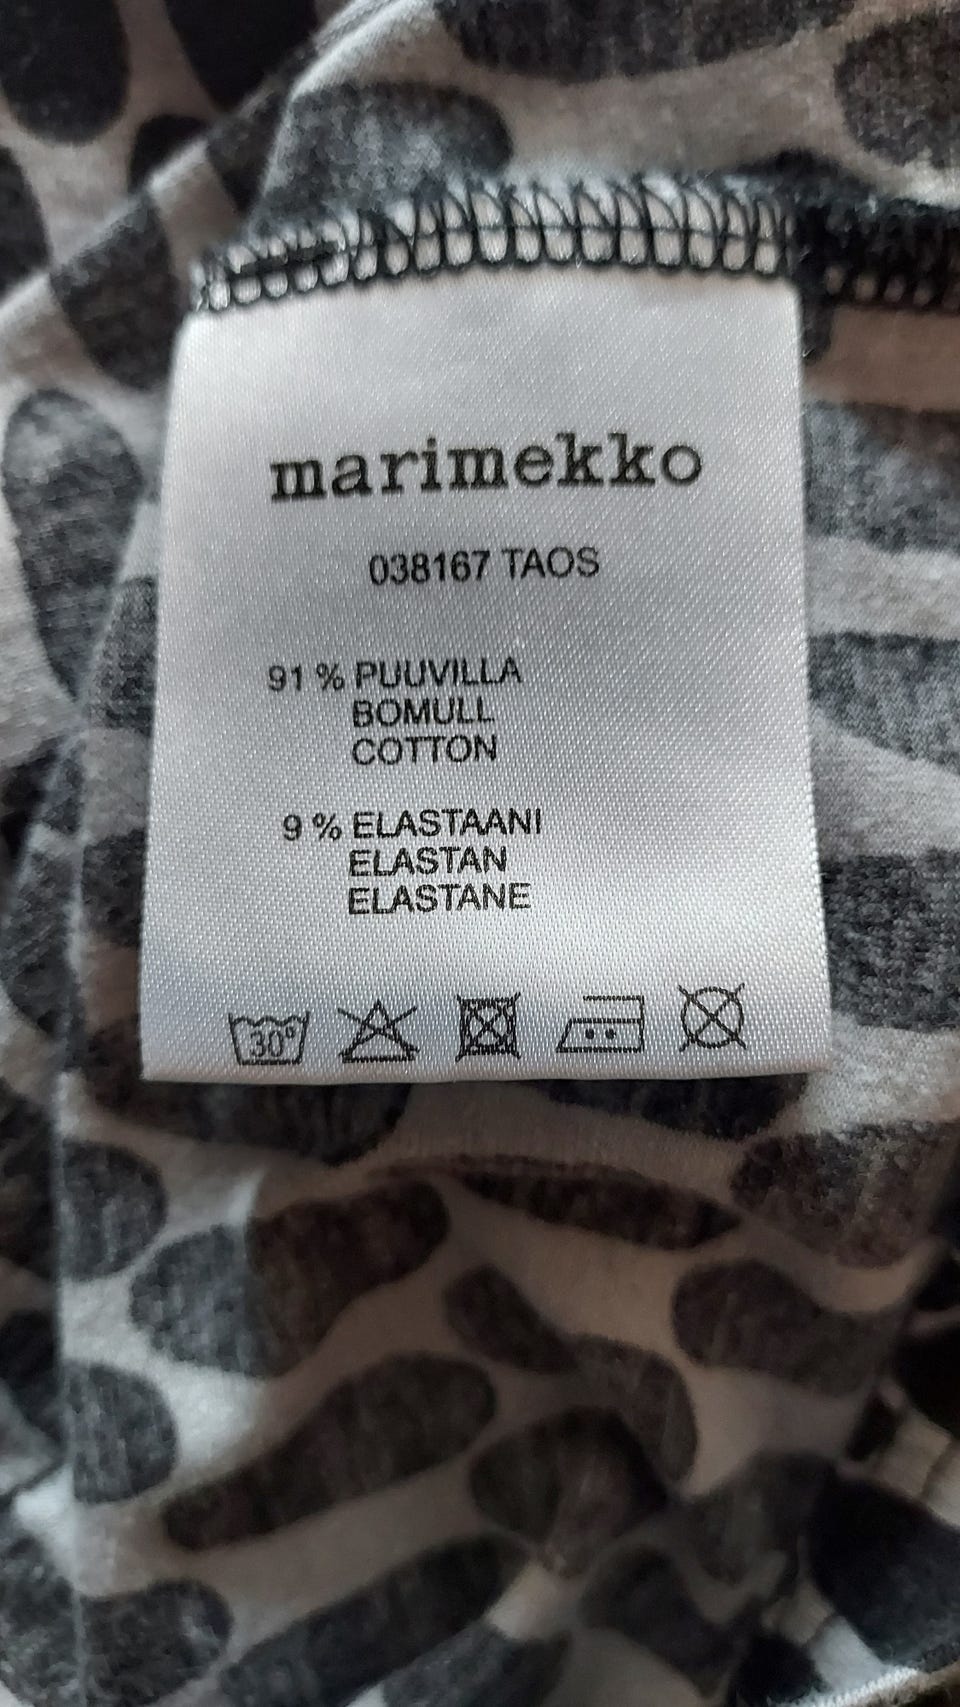 marimekko
038167 TAOS
91 % PUUVILLA
BOMULL
COTTON
9 % ELASTAANI
ELASTAN
ELASTANE
30°